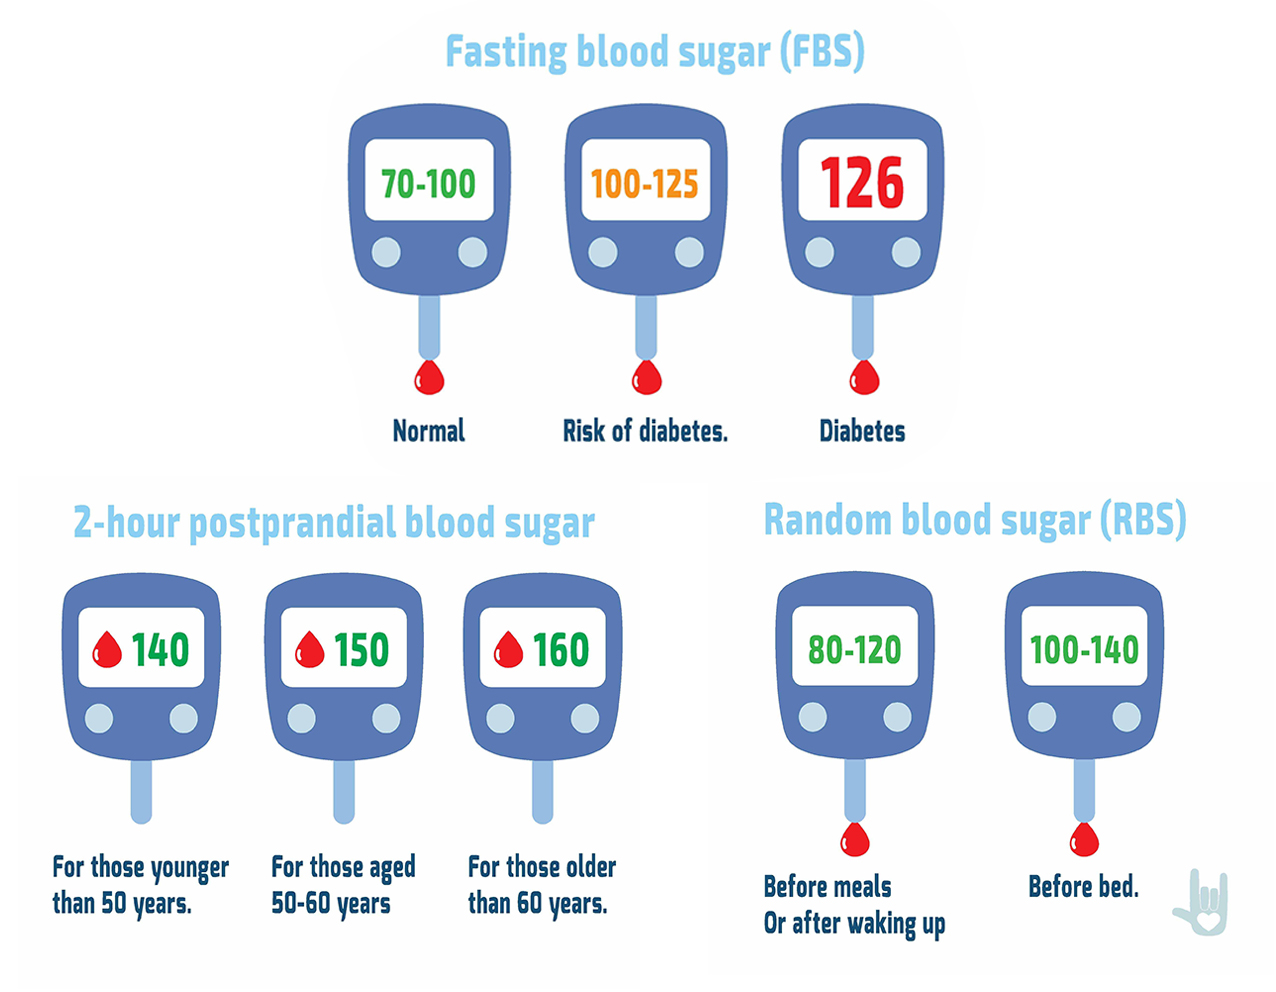 Fasting blood sugar (FBS)
70-100
100-125
126
Normal
Risk of diabetes.
Diabetes
2-hour postprandial blood sugar
140
150
160
For those younger
than 50 years.
For those aged
50-60 years
For those older
than 60 years.
Random blood sugar (RBS)
80-120
100-140
Before meals
Or after waking up
Before bed.